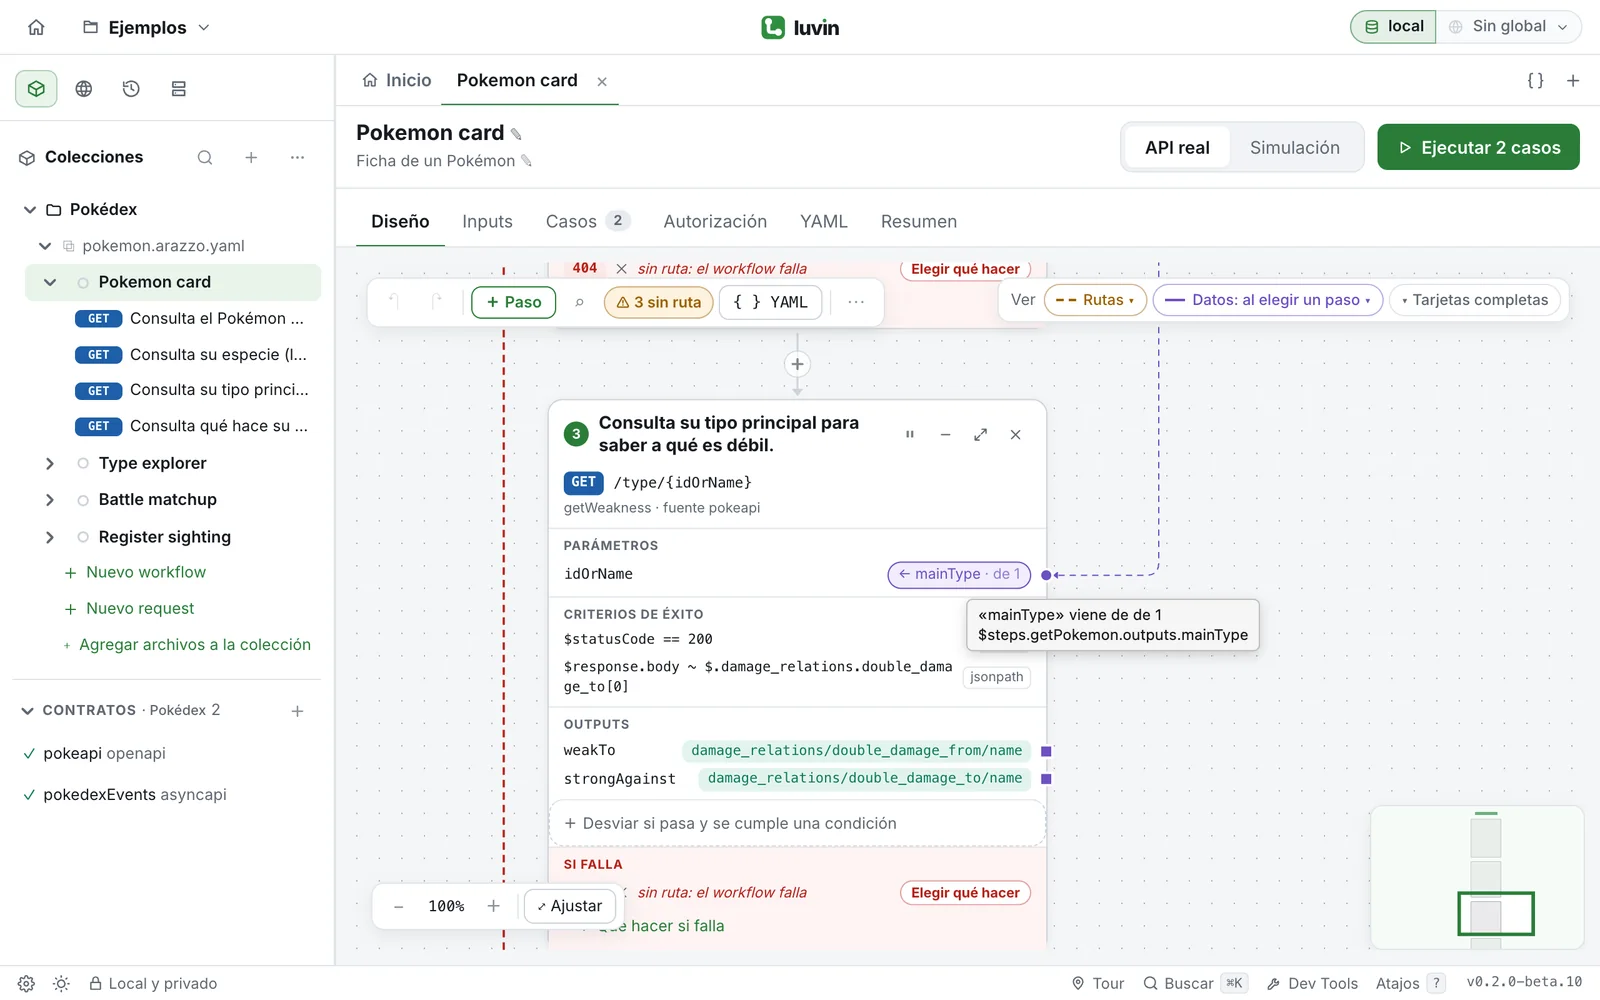 Ejemplos
luvin
local
Sin global
Inicio
Pokemon card
Pokemon card
Ficha de un Pokémon
API real
Simulación
Ejecutar 2 casos
Diseño
Inputs
Casos 2
Autorización
YAML
Resumen
Colecciones
Pokédex
pokemon.arazzo.yaml
Pokemon card
GET Consulta el Pokémon ...
GET Consulta su especie (l...
GET Consulta su tipo princi...
GET Consulta qué hace su ...
Type explorer
Battle matchup
Register sighting
+ Nuevo workflow
+ Nuevo request
+ Agregar archivos a la colección
CONTRATOS · Pokédex 2
pokeapi openapi
pokedexEvents asyncapi
404 sin ruta: el workflow falla
Elegir qué hacer
+ Paso
3 sin ruta
{ } YAML
Ver
Rutas
Datos: al elegir un paso
Tarjetas completas
3
Consulta su tipo principal para
saber a qué es débil.
GET /type/{idOrName}
getWeakness · fuente pokeapi
PARÁMETROS
idOrName
← mainType · de 1
«mainType» viene de de 1
$steps.getPokemon.outputs.mainType
CRITERIOS DE ÉXITO
$statusCode == 200
$response.body ~ $.damage_relations.double_dama
ge_to[0]
jsonpath
OUTPUTS
weakTo damage_relations/double_damage_from/name
strongAgainst damage_relations/double_damage_to/name
+ Desviar si pasa y se cumple una condición
SI FALLA
sin ruta: el workflow falla
Elegir qué hacer
hacer si falla
− 100% +
Ajustar
Local y privado
Tour
Buscar ⌘K
Dev Tools
Atajos ?
v0.2.0-beta.10